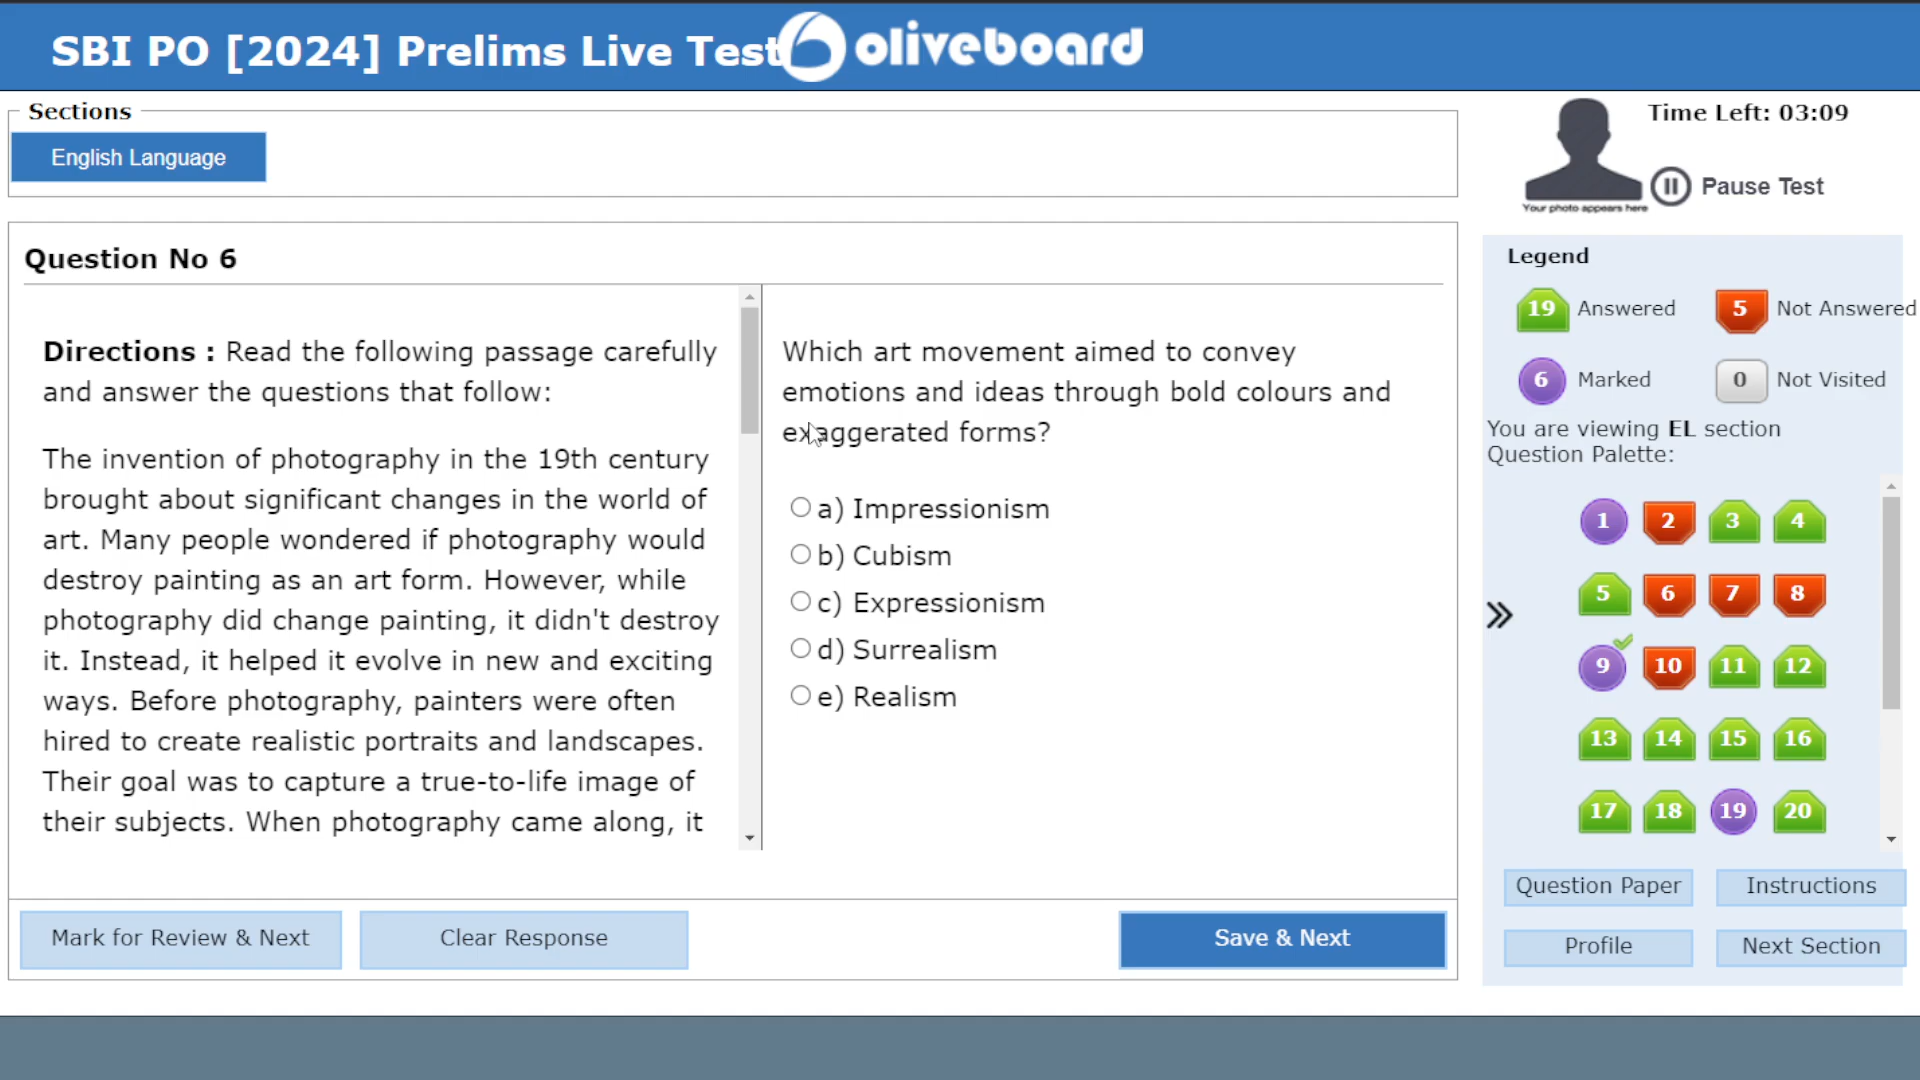 SBI PO [2024] Prelims Live Test
oliveboard
Sections
English Language
Time Left: 03:09
Your photo appears here
Pause Test
Question No 6
Directions : Read the following passage carefully
and answer the questions that follow:
The invention of photography in the 19th century
brought about significant changes in the world of
art. Many people wondered if photography would
destroy painting as an art form. However, while
photography did change painting, it didn't destroy
it. Instead, it helped it evolve in new and exciting
ways. Before photography, painters were often
hired to create realistic portraits and landscapes.
Their goal was to capture a true-to-life image of
their subjects. When photography came along, it
Which art movement aimed to convey
emotions and ideas through bold colours and
exaggerated forms?
a) Impressionism
b) Cubism
c) Expressionism
d) Surrealism
e) Realism
Mark for Review & Next
Clear Response
Save & Next
Legend
19 Answered
5 Not Answered
6 Marked
0 Not Visited
You are viewing EL section
Question Palette:
1 2 3 4
5 6 7 8
9 10 11 12
13 14 15 16
17 18 19 20
Question Paper
Instructions
Profile
Next Section